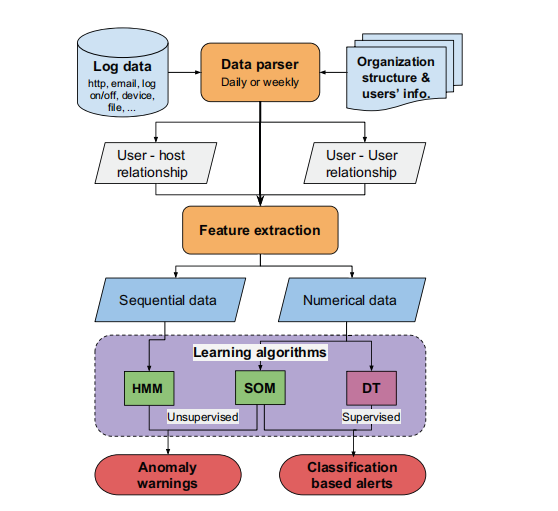 Log data
http, email, log
on/off, device,
file, ...
Data parser
Daily or weekly
Organization
structure &
users' info.
User - host
relationship
User - User
relationship
Feature extraction
Sequential data
Numerical data
Learning algorithms
HMM
SOM
DT
Unsupervised
Supervised
Anomaly
warnings
Classification
based alerts